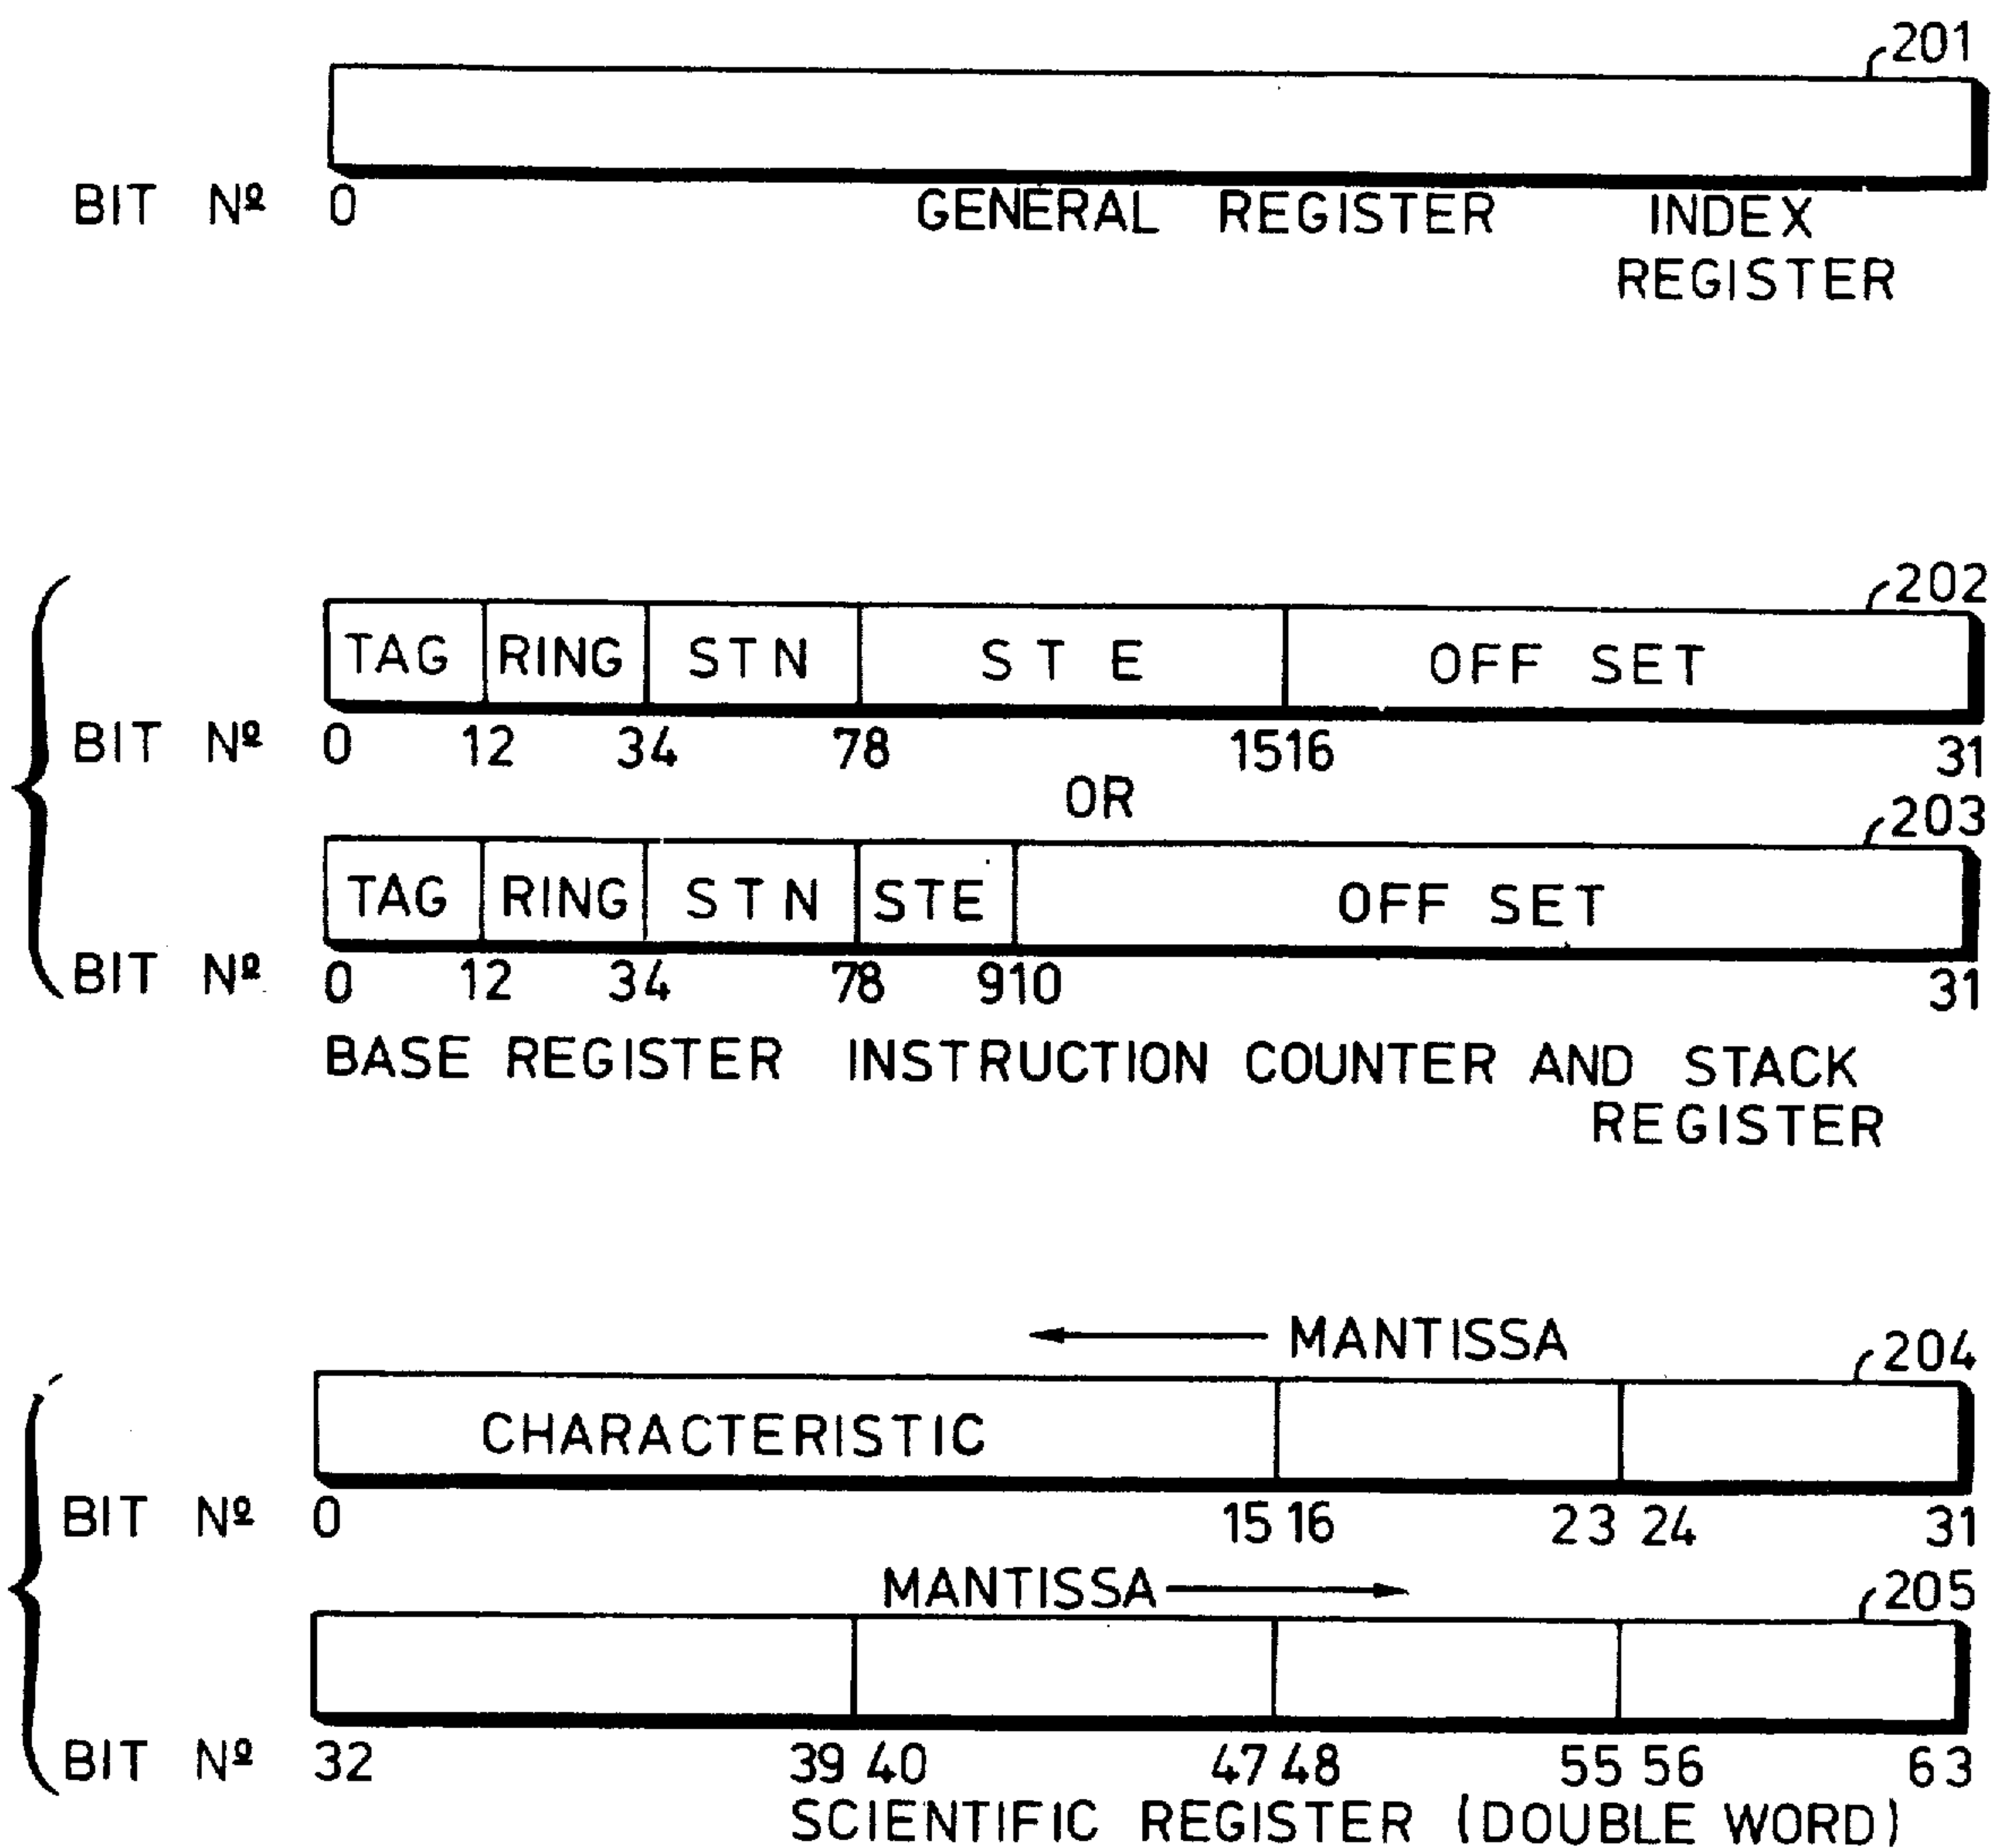 201
BIT Nº 0 GENERAL REGISTER INDEX
REGISTER
202
TAG RING STN STE OFF SET
BIT Nº 0 12 34 78 1516 31
OR
203
TAG RING STN STE OFF SET
BIT Nº 0 12 34 78 910 31
BASE REGISTER INSTRUCTION COUNTER AND STACK
REGISTER
MANTISSA
204
CHARACTERISTIC
BIT Nº 0 15 16 23 24 31
MANTISSA
205
BIT Nº 32 39 40 47 48 55 56 63
SCIENTIFIC REGISTER (DOUBLE WORD)